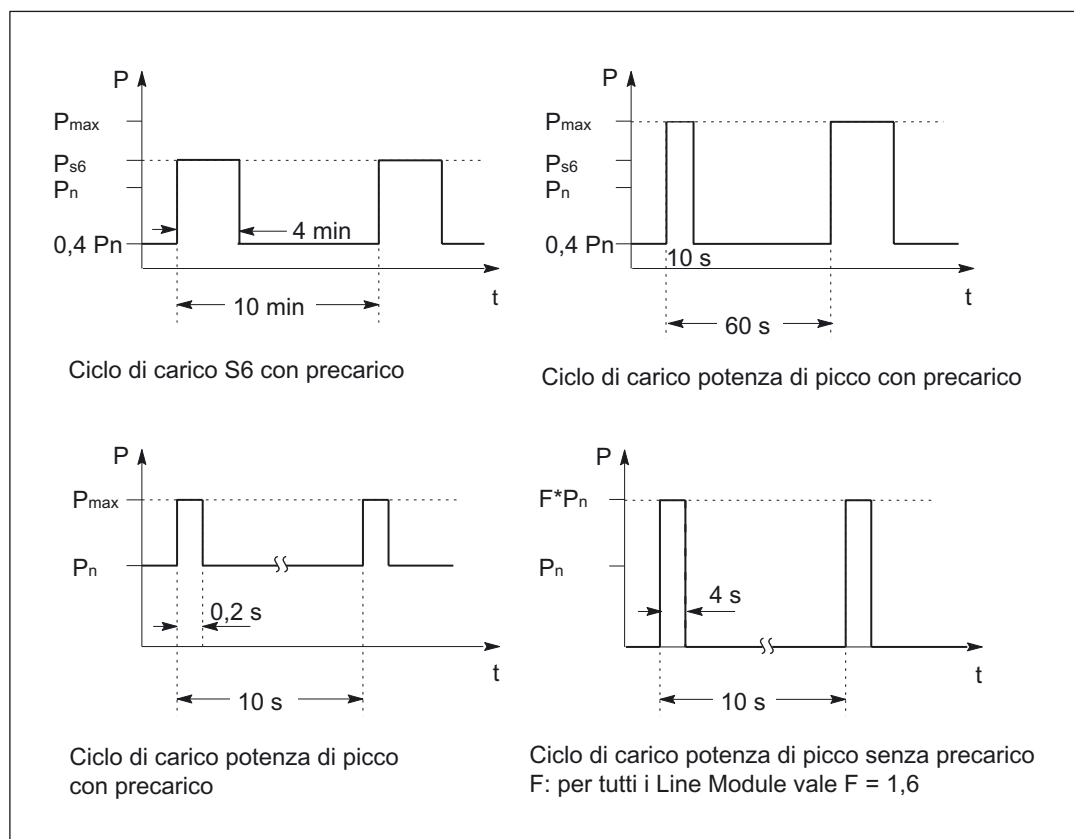 P
Pmax
Ps6
Pn
0,4 Pn
4 min
10 min
t
Ciclo di carico S6 con precarico
P
Pmax
Ps6
Pn
0,4 Pn
10 s
60 s
t
Ciclo di carico potenza di picco con precarico
P
Pmax
Pn
0,2 s
10 s
t
Ciclo di carico potenza di picco
con precarico
P
F*Pn
Pn
4 s
10 s
t
Ciclo di carico potenza di picco senza precarico
F: per tutti i Line Module vale F = 1,6